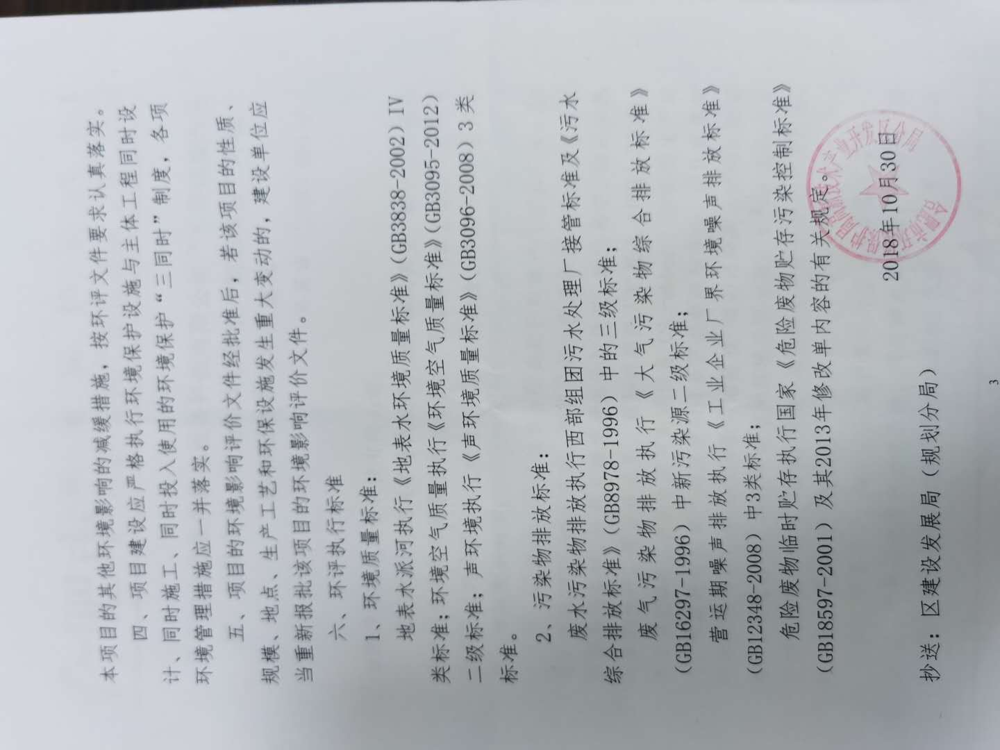 本项目的其他环境影响的减缓措施，按环评文件要求认真落实。
四、项目建设应严格执行环境保护设施与主体工程同时设
计、同时施工、同时投入使用的环境保护“三同时”制度，各项
环境管理措施应一并落实。
五、项目的环境影响评价文件经批准后，若该项目的性质、
规模、地点、生产工艺和环保设施发生重大变动的，建设单位应
当重新报批该项目的环境影响评价文件。
六、环评执行标准
1、环境质量标准：
地表水派河执行《地表水环境质量标准》（GB3838-2002）IV
类标准；环境空气质量执行《环境空气质量标准》（GB3095-2012）
二级标准；声环境执行《声环境质量标准》（GB3096-2008）3类
标准。
2、污染物排放标准：
废水污染物排放执行西部组团污水处理厂接管标准及《污水
综合排放标准》（GB8978-1996）中的三级标准；
废气污染物排放执行《大气污染物综合排放标准》
（GB16297-1996）中新污染源二级标准；
营运期噪声排放执行《工业企业厂界环境噪声排放标准》
（GB12348-2008）中3类标准；
危险废物临时贮存执行国家《危险废物贮存污染控制标准》
（GB18597-2001）及其2013年修改单内容的有关规定。
合肥市环境保护局高新技术产业开发区分局
2018年10月30日
抄送：区建设发展局（规划分局）
3